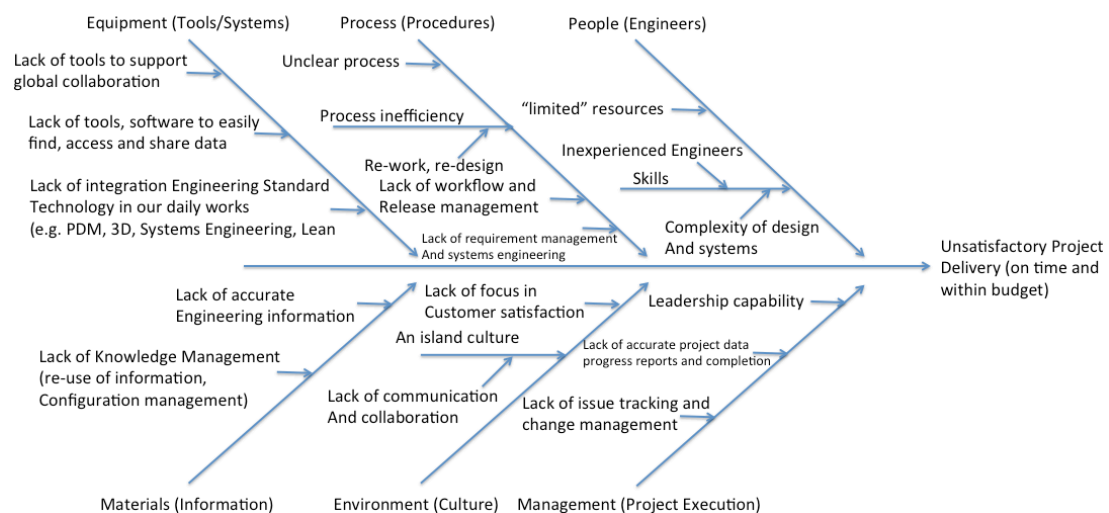 Equipment (Tools/Systems)
Process (Procedures)
People (Engineers)
Lack of tools to support
global collaboration
Lack of tools, software to easily
find, access and share data
Lack of integration Engineering Standard
Technology in our daily works
(e.g. PDM, 3D, Systems Engineering, Lean
Unclear process
Process inefficiency
Re-work, re-design
Lack of workflow and
Release management
Lack of requirement management
And systems engineering
“limited” resources
Inexperienced Engineers
Skills
Complexity of design
And systems
Unsatisfactory Project
Delivery (on time and
within budget)
Lack of accurate
Engineering information
Lack of Knowledge Management
(re-use of information,
Configuration management)
Lack of focus in
Customer satisfaction
An island culture
Lack of communication
And collaboration
Leadership capability
Lack of accurate project data
progress reports and completion
Lack of issue tracking and
change management
Materials (Information)
Environment (Culture)
Management (Project Execution)